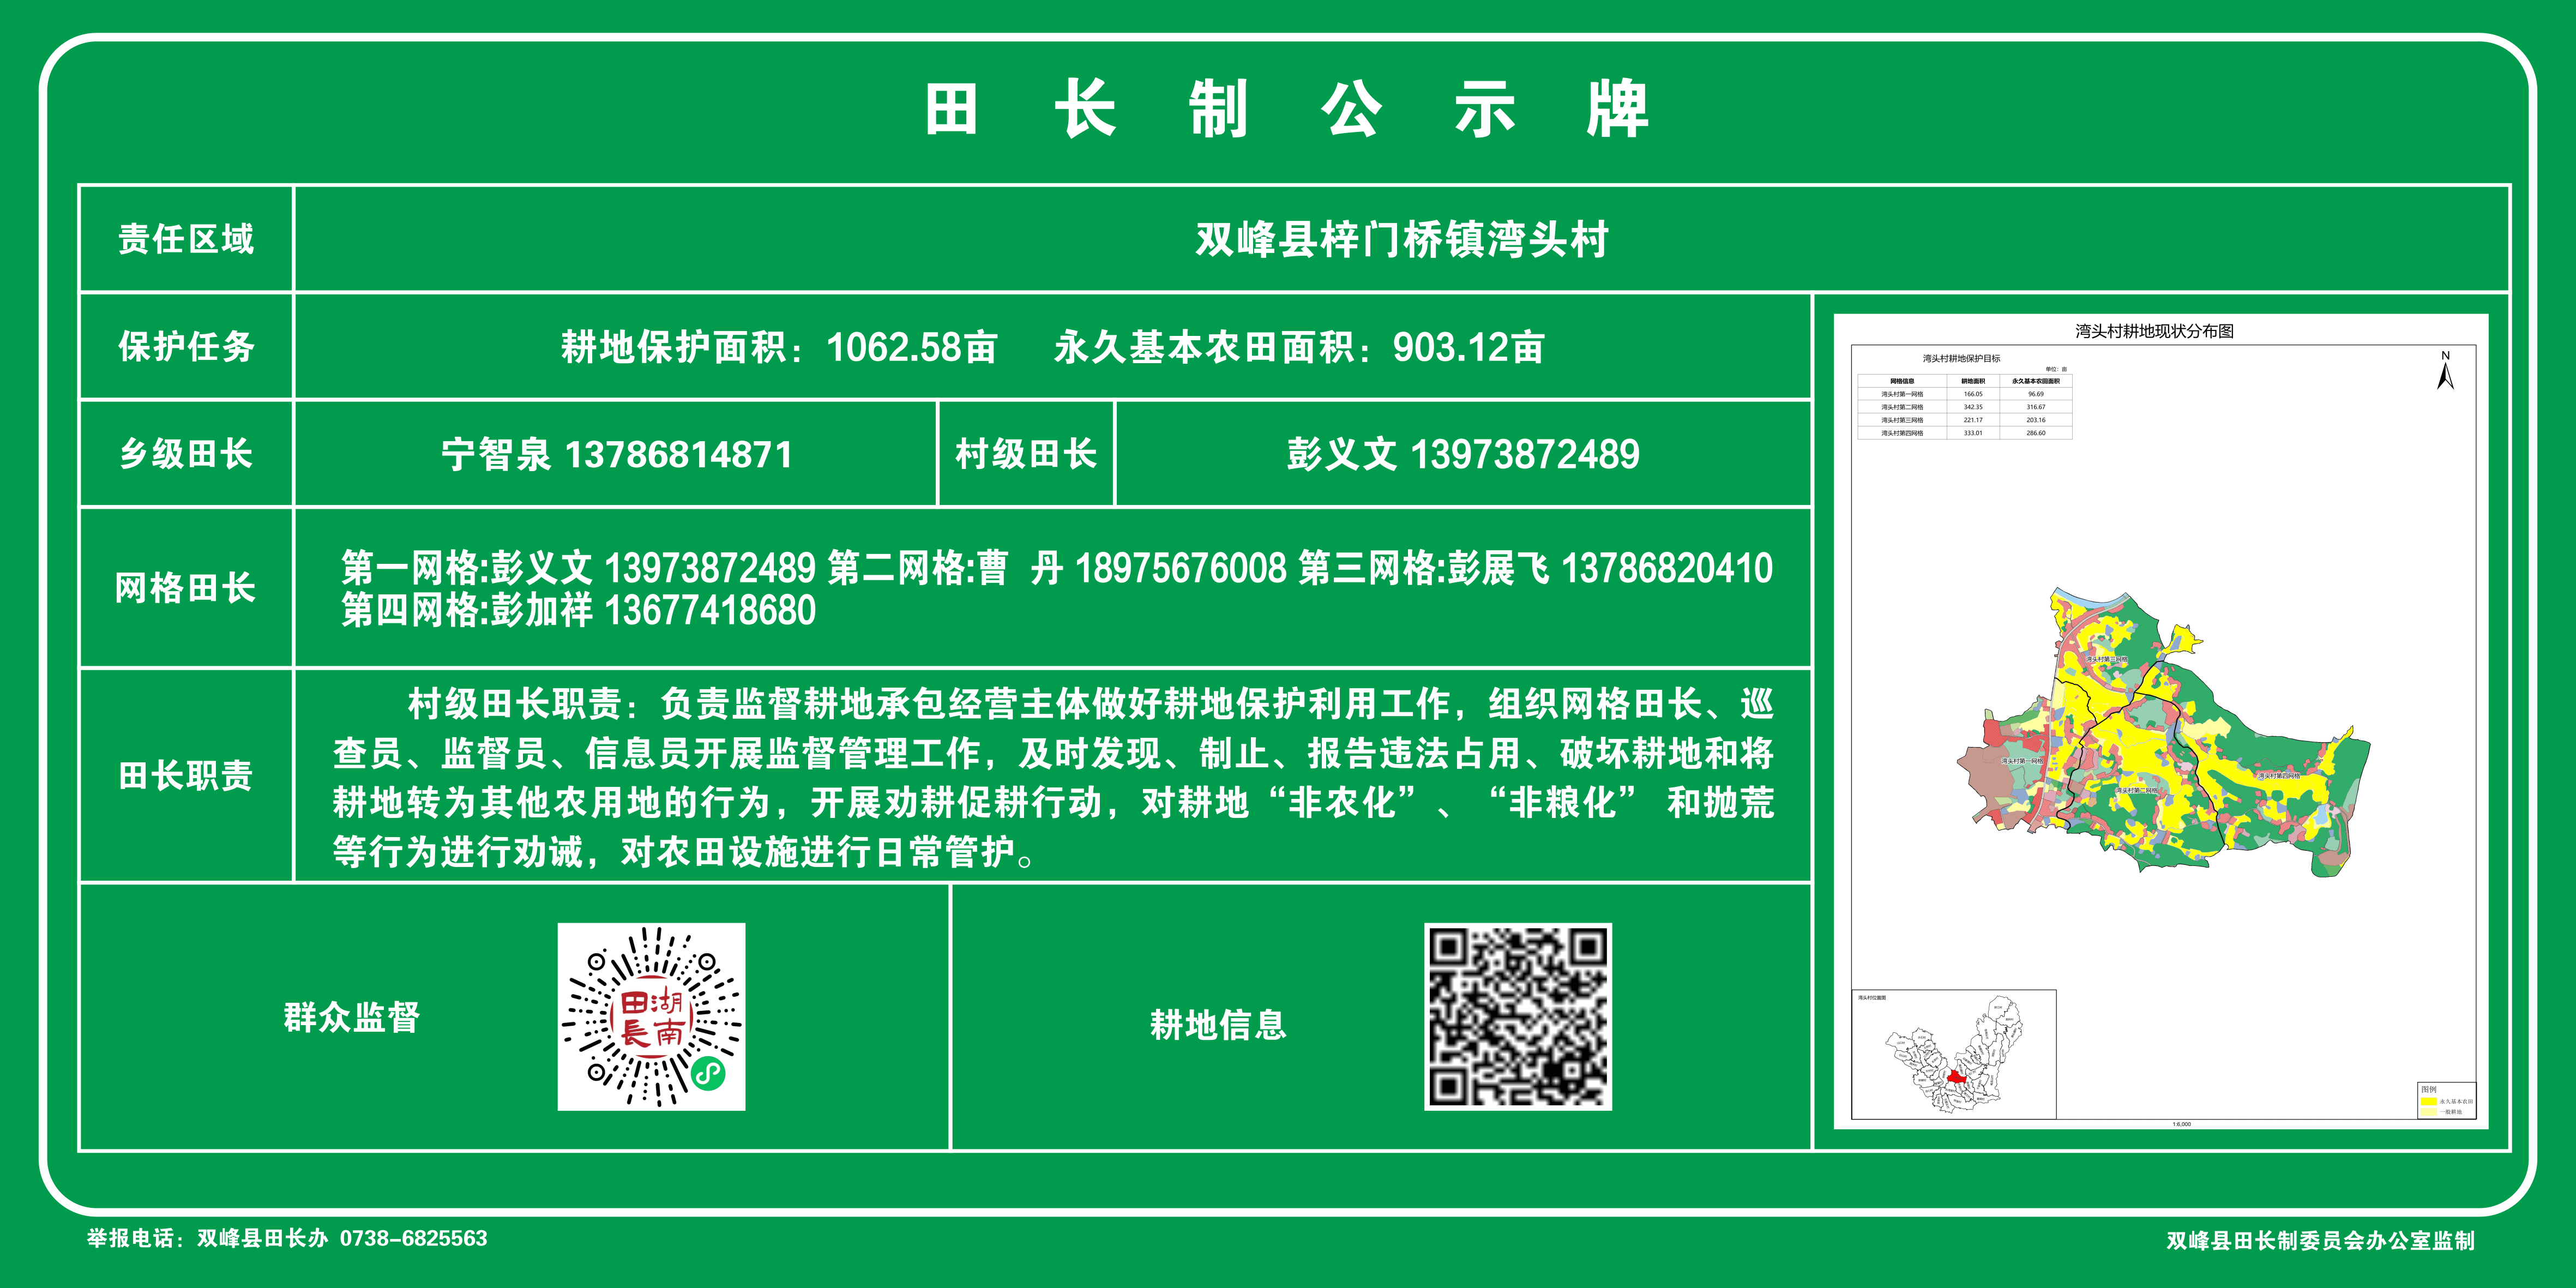 田长制公示牌
责任区域
双峰县梓门桥镇湾头村
保护任务
耕地保护面积：1062.58亩 永久基本农田面积：903.12亩
乡级田长
宁智泉 13786814871
村级田长
彭义文 13973872489
网格田长
第一网格:彭义文 13973872489 第二网格:曹 丹 18975676008 第三网格:彭展飞 13786820410
第四网格:彭加祥 13677418680
田长职责
村级田长职责：负责监督耕地承包经营主体做好耕地保护利用工作，组织网格田长、巡
查员、监督员、信息员开展监督管理工作，及时发现、制止、报告违法占用、破坏耕地和将
耕地转为其他农用地的行为，开展劝耕促耕行动，对耕地“非农化”、“非粮化” 和抛荒
等行为进行劝诫，对农田设施进行日常管护。
群众监督
田湖
長南
耕地信息
湾头村耕地现状分布图
湾头村耕地保护目标
单位：亩
网格信息 耕地面积 永久基本农田面积
湾头村第一网格 166.05 96.69
湾头村第二网格 342.35 316.67
湾头村第三网格 221.17 203.16
湾头村第四网格 333.01 286.60
N
湾头村第三网格
湾头村第一网格
湾头村第四网格
湾头村第二网格
湾头村位置图
图例
永久基本农田
一般耕地
1:6,000
举报电话：双峰县田长办 0738-6825563
双峰县田长制委员会办公室监制